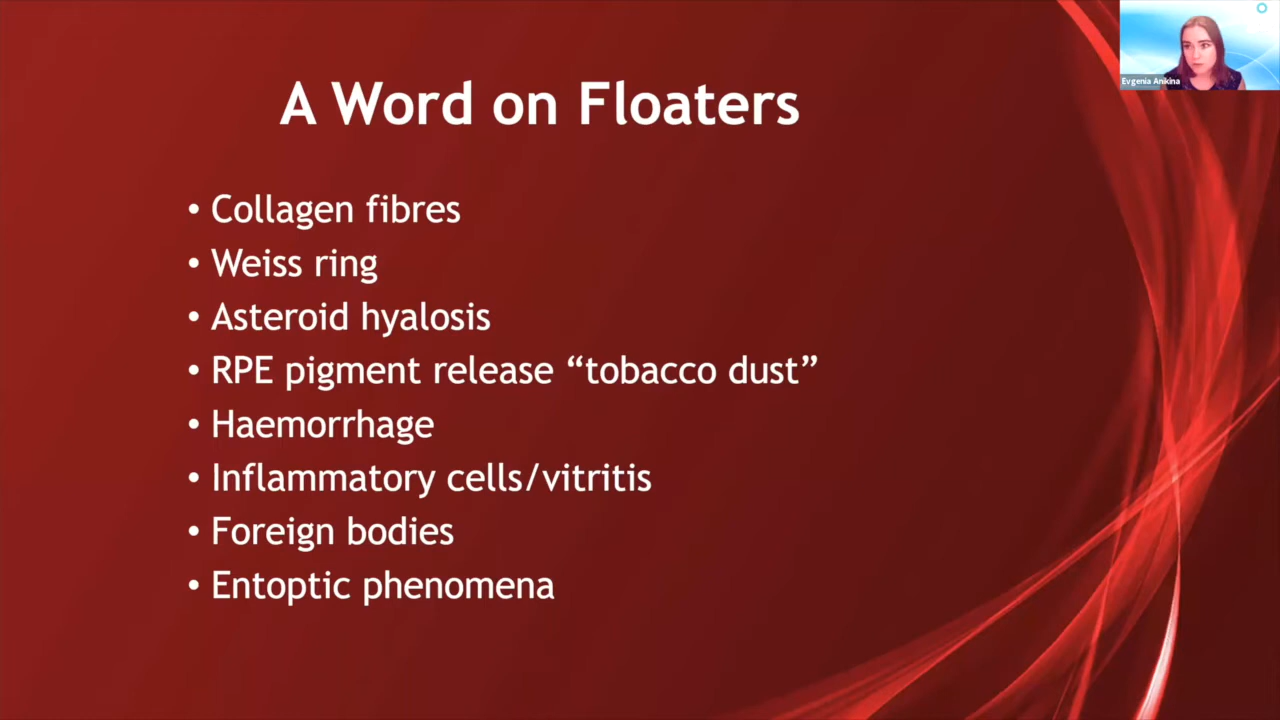 Evgenia Anikina
A Word on Floaters
• Collagen fibres
• Weiss ring
• Asteroid hyalosis
• RPE pigment release “tobacco dust”
• Haemorrhage
• Inflammatory cells/vitritis
• Foreign bodies
• Entoptic phenomena